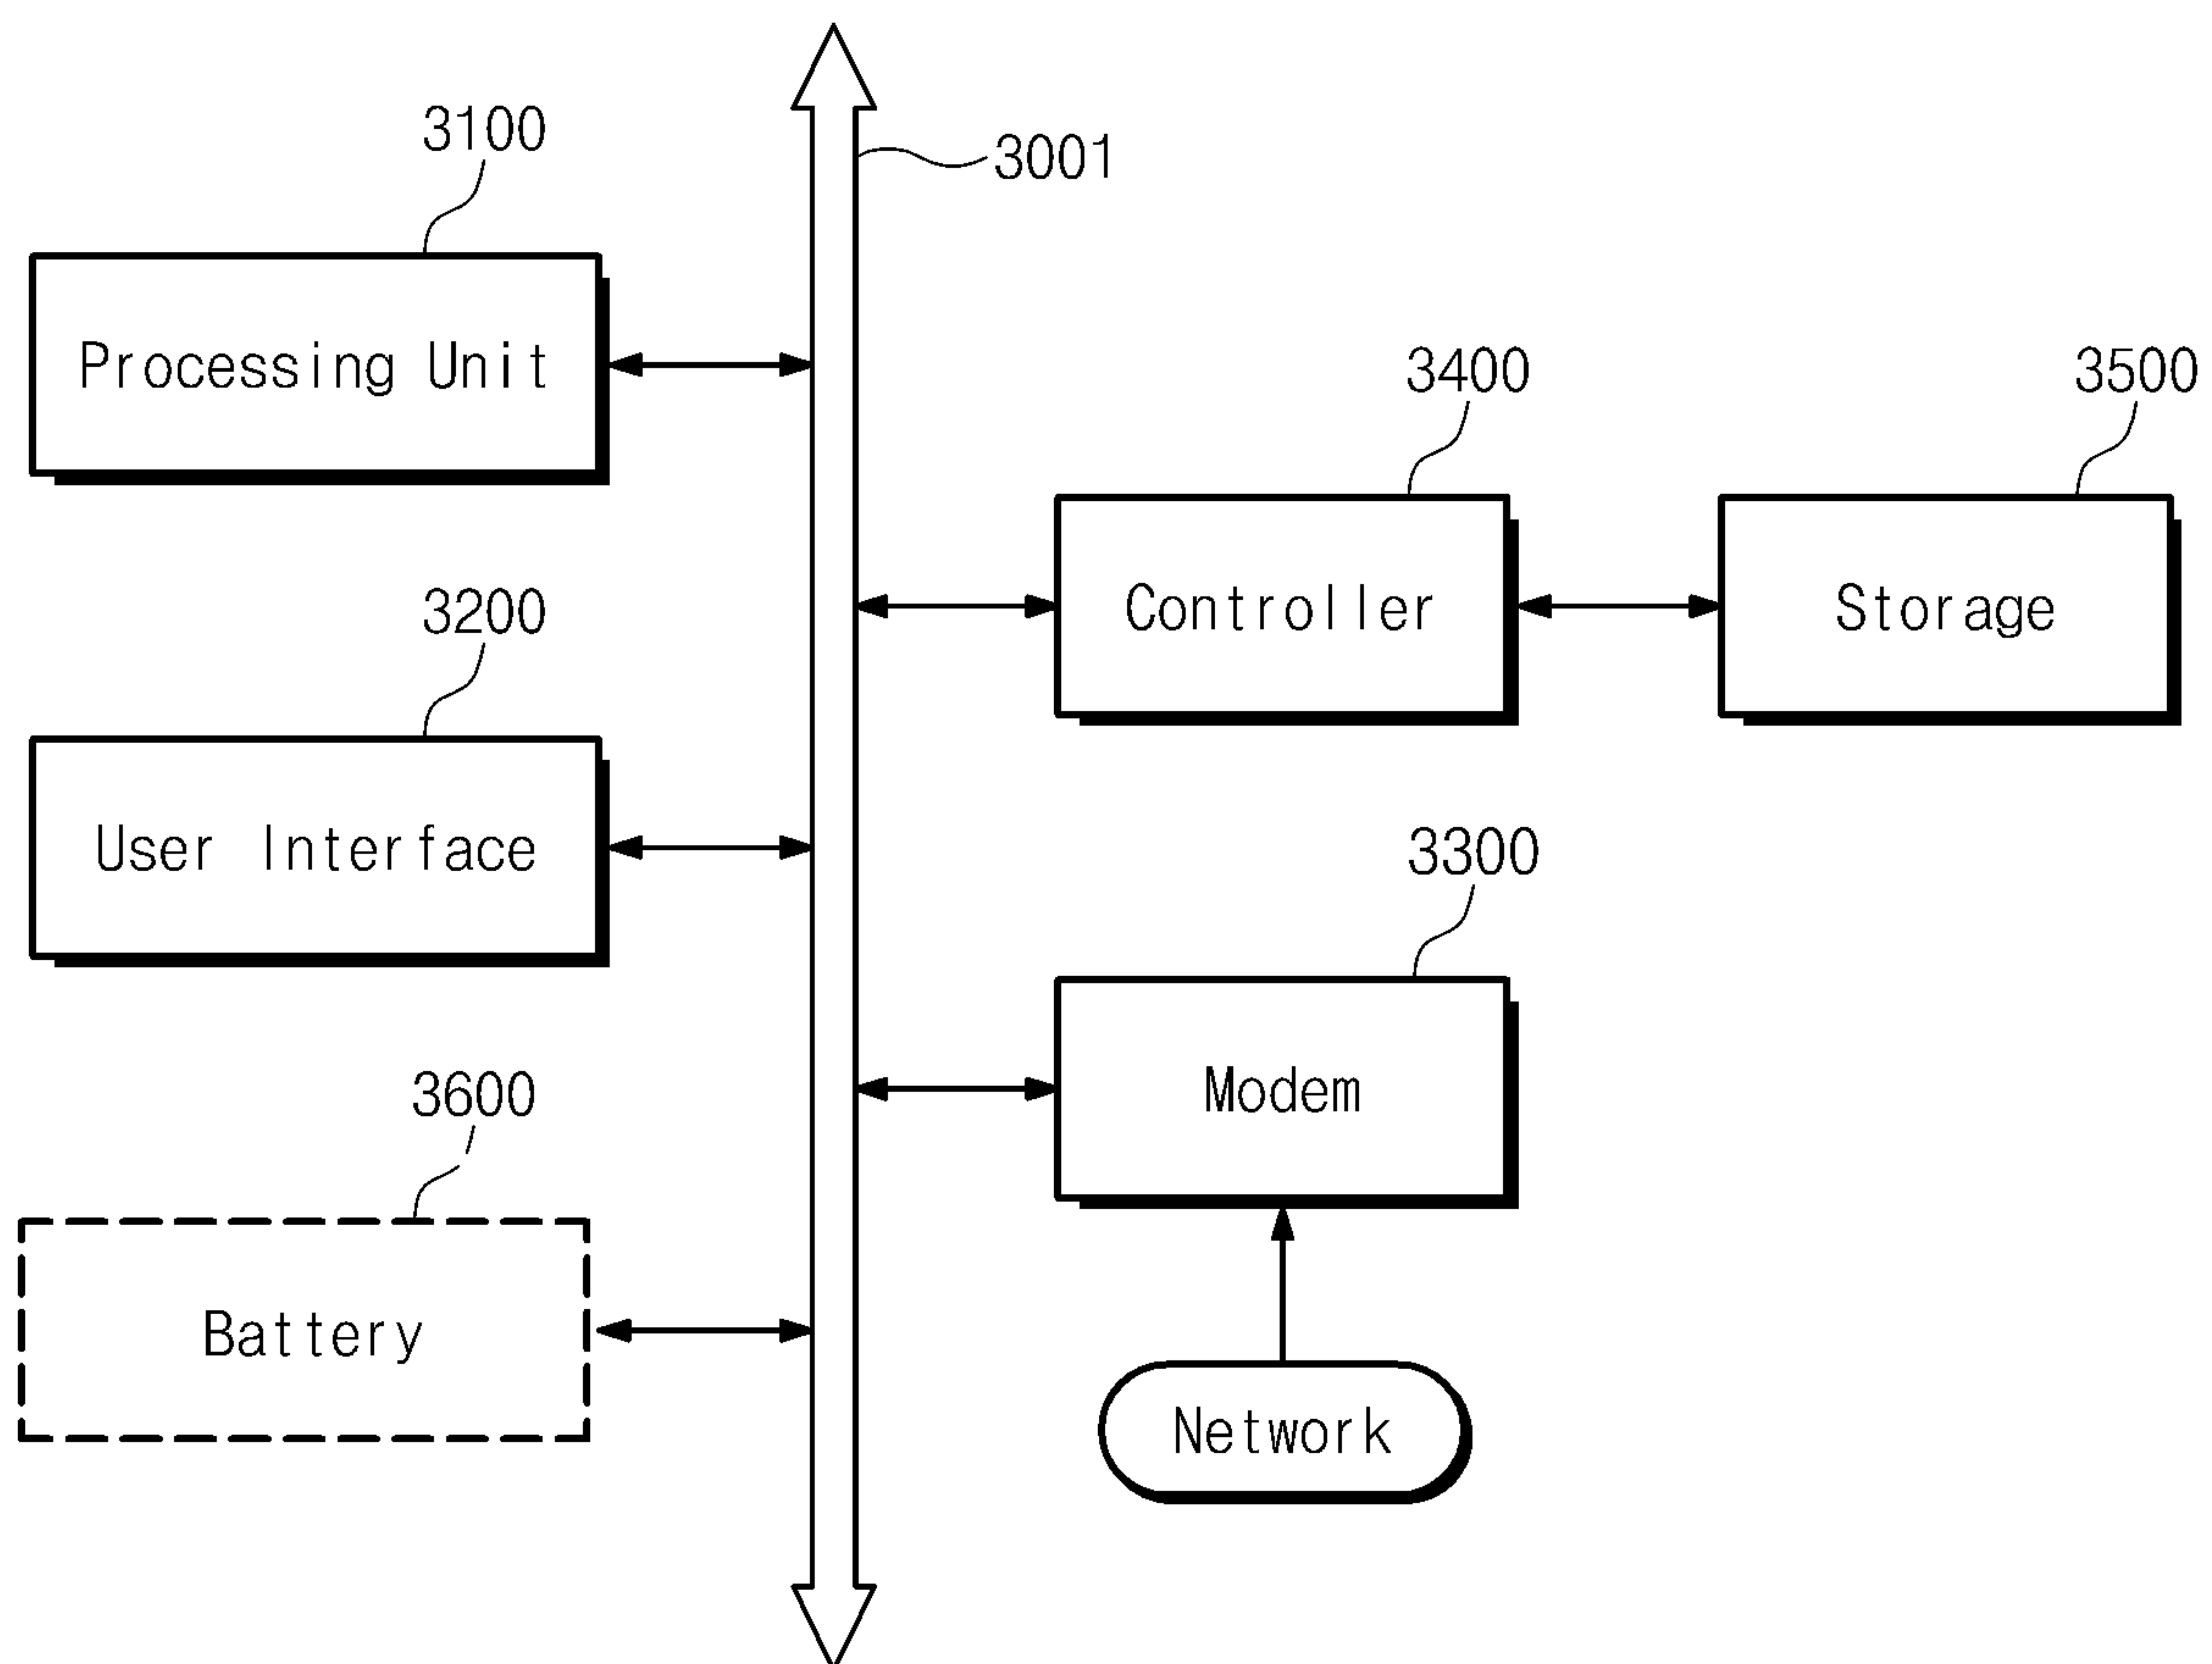 3100
3001
Processing Unit
3400
3500
Controller
Storage
3200
User Interface
3300
Modem
3600
Battery
Network